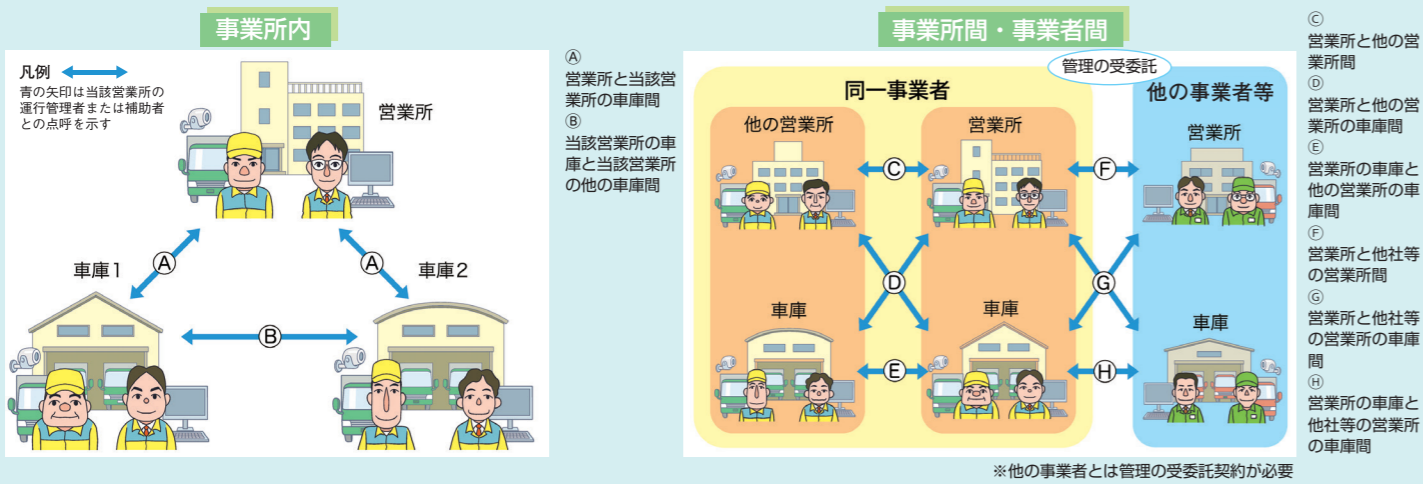 事業所内
凡例
青の矢印は当該営業所の
運行管理者または補助者
との点呼を示す
営業所
車庫1
車庫2
Ⓐ
Ⓐ
Ⓑ
Ⓐ
営業所と当該営
業所の車庫間
Ⓑ
当該営業所の車
庫と当該営業所
の他の車庫間
事業所間・事業者間
管理の受委託
同一事業者
他の事業者等
他の営業所
営業所
営業所
Ⓒ
Ⓕ
Ⓓ
Ⓖ
車庫
車庫
車庫
Ⓔ
Ⓗ
※他の事業者とは管理の受委託契約が必要
Ⓒ
営業所と他の営
業所間
Ⓓ
営業所と他の営
業所の車庫間
Ⓔ
営業所の車庫と
他の営業所の車
庫間
Ⓕ
営業所と他社等
の営業所間
Ⓖ
営業所と他社等
の営業所の車庫
間
Ⓗ
営業所の車庫と
他社等の営業所
の車庫間